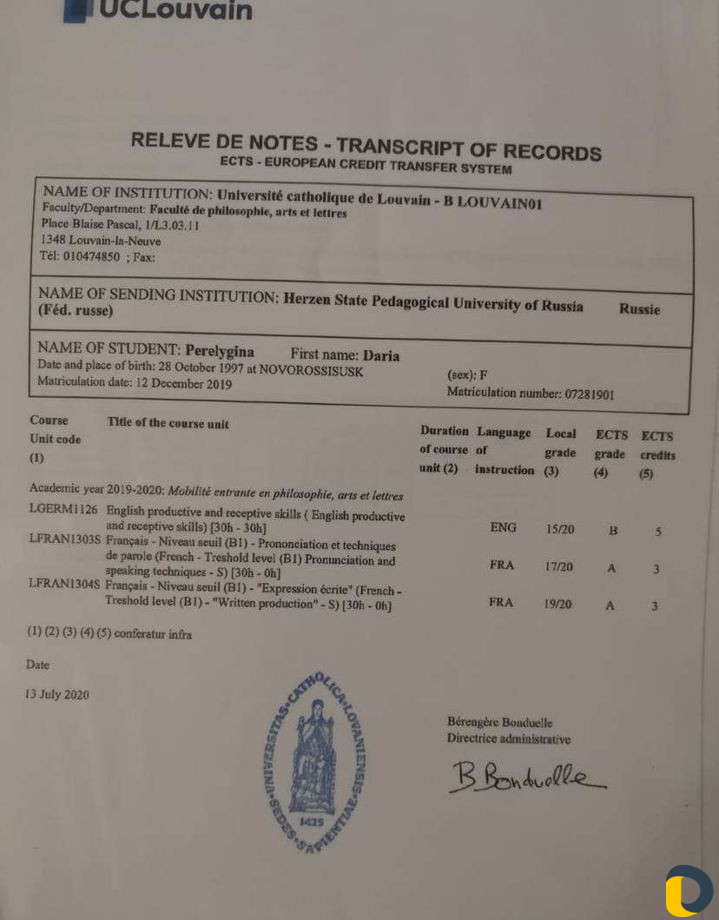 UCLouvain
RELEVE DE NOTES - TRANSCRIPT OF RECORDS
ECTS - EUROPEAN CREDIT TRANSFER SYSTEM
NAME OF INSTITUTION: Université catholique de Louvain - B LOUVAIN01
Faculty/Department: Faculté de philosophie, arts et lettres
Place Blaise Pascal, 1/L3.03.11
1348 Louvain-la-Neuve
Tél: 010474850 ; Fax:
NAME OF SENDING INSTITUTION: Herzen State Pedagogical University of Russia Russie
(Féd. russe)
NAME OF STUDENT: Perelygina First name: Daria
Date and place of birth: 28 October 1997 at NOVOROSSISUSK (sex): F
Matriculation date: 12 December 2019 Matriculation number: 07281901
Course Title of the course unit Duration Language Local ECTS ECTS
Unit code of course of grade grade credits
(1) unit (2) instruction (3) (4) (5)
Academic year 2019-2020: Mobilité entrante en philosophie, arts et lettres
LGERM1126 English productive and receptive skills ( English productive
and receptive skills) [30h - 30h] ENG 15/20 B 5
LFRAN1303S Français - Niveau seuil (B1) - Prononciation et techniques
de parole (French - Treshold level (B1) Pronunciation and
speaking techniques - S) [30h - 0h] FRA 17/20 A 3
LFRAN1304S Français - Niveau seuil (B1) - "Expression écrite" (French -
Treshold level (B1) - "Written production" - S) [30h - 0h] FRA 19/20 A 3
(1) (2) (3) (4) (5) conferatur infra
Date
13 July 2020
UNIVERSITAS CATHOLICA LOVANIENSIS
SEDES SAPIENTIAE
1425
Bérengère Bonduelle
Directrice administrative
B Bonduelle